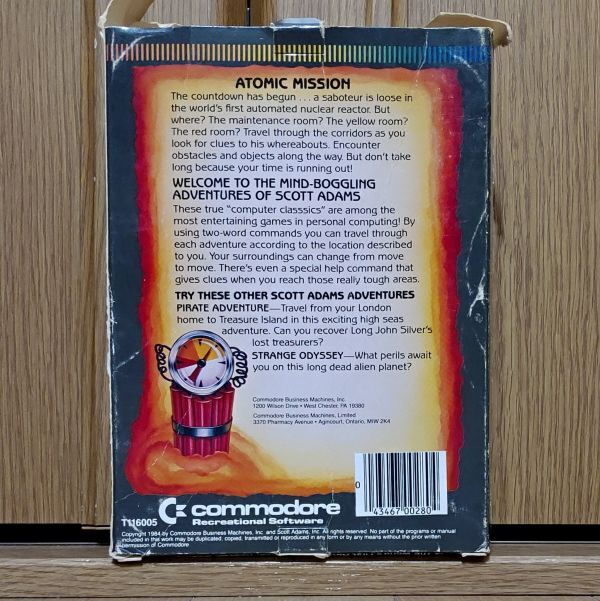 ATOMIC MISSION
The countdown has begun . . . a saboteur is loose in
the world's first automated nuclear reactor. But
where? The maintenance room? The yellow room?
The red room? Travel through the corridors as you
look for clues to his whereabouts. Encounter
obstacles and objects along the way. But don't take
long because your time is running out!
WELCOME TO THE MIND-BOGGLING
ADVENTURES OF SCOTT ADAMS
These true "computer classsics" are among the
most entertaining games in personal computing! By
using two-word commands you can travel through
each adventure according to the location described
to you. Your surroundings can change from move
to move. There's even a special help command that
gives clues when you reach those really tough areas.
TRY THESE OTHER SCOTT ADAMS ADVENTURES
PIRATE ADVENTURE—Travel from your London
home to Treasure Island in this exciting high seas
adventure. Can you recover Long John Silver's
lost treasurers?
STRANGE ODYSSEY—What perils await
you on this long dead alien planet?
Commodore Business Machines, Inc.
1200 Wilson Drive • West Chester, PA 19380
Commodore Business Machines, Limited
3370 Pharmacy Avenue • Agincourt, Ontario, MIW 2K4
0 43467 00280
T116005
commodore
Recreational Software
Copyright 1984 by Commodore Business Machines, Inc. and Scott Adams, Inc. All rights reserved. No part of the programs or manual
included in that work may be duplicated, copied, transmitted or reproduced in any form or by any means without the prior written
permission of Commodore